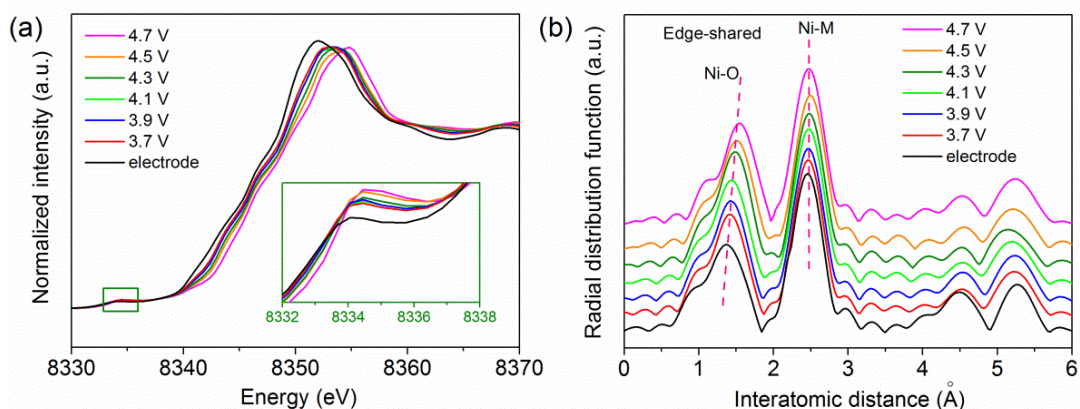 (a)
4.7 V
4.5 V
4.3 V
4.1 V
3.9 V
3.7 V
electrode
Normalized intensity (a.u.)
8332 8334 8336 8338
8330 8340 8350 8360 8370
Energy (eV)
(b)
Edge-shared
Ni-O
Ni-M
4.7 V
4.5 V
4.3 V
4.1 V
3.9 V
3.7 V
electrode
Radial distribution function (a.u.)
0 1 2 3 4 5 6
Interatomic distance (Å)